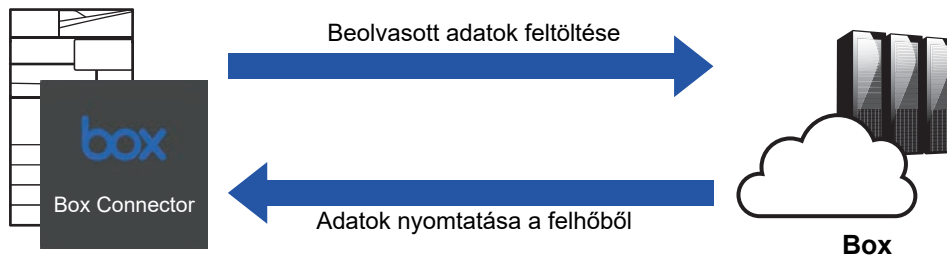 Beolvasott adatok feltöltése
box
Box Connector
Adatok nyomtatása a felhőből
Box